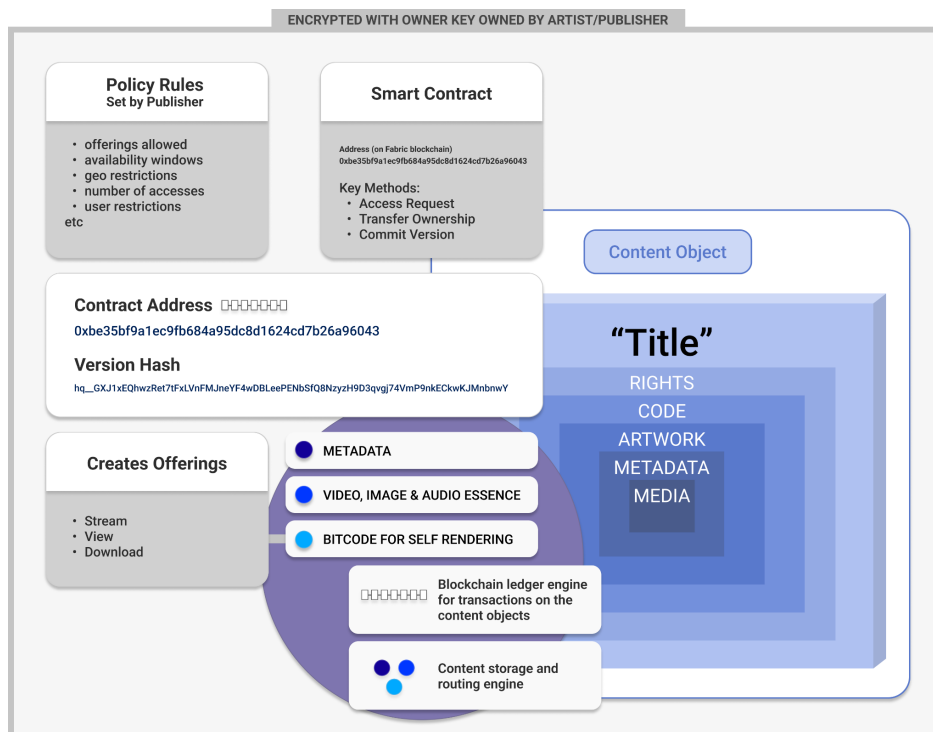 ENCRYPTED WITH OWNER KEY OWNED BY ARTIST/PUBLISHER
Policy Rules
Set by Publisher
• offerings allowed
• availability windows
• geo restrictions
• number of accesses
• user restrictions
etc
Smart Contract
Address (on Fabric blockchain)
0xbe35bf9a1ec9fb684a95dc8d1624cd7b26a96043
Key Methods:
• Access Request
• Transfer Ownership
• Commit Version
Content Object
Contract Address
0xbe35bf9a1ec9fb684a95dc8d1624cd7b26a96043
Version Hash
hq__GXJ1xEQhwzRet7tFxLVnFMJneYF4wDBLeePENbSfQ8NzyzH9D3qvgj74VmP9nkECkwKJMnbnwY
“Title”
RIGHTS
CODE
ARTWORK
METADATA
MEDIA
Creates Offerings
• Stream
• View
• Download
METADATA
VIDEO, IMAGE & AUDIO ESSENCE
BITCODE FOR SELF RENDERING
Blockchain ledger engine
for transactions on the
content objects
Content storage and
routing engine